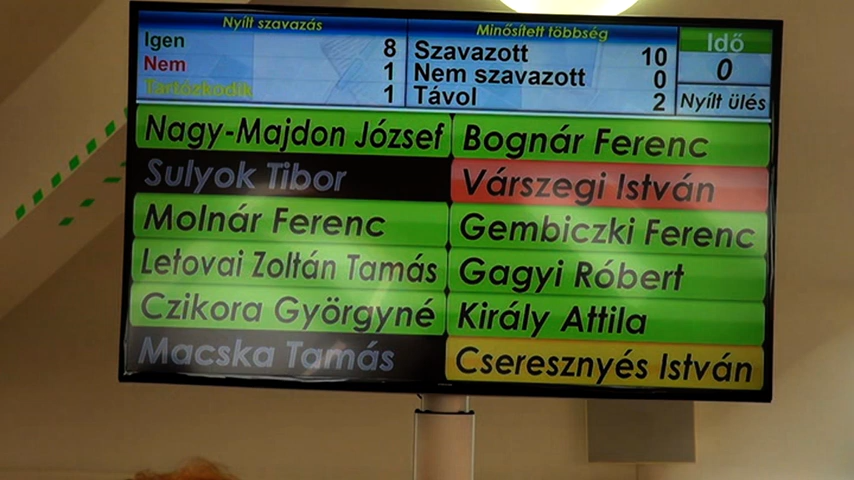 Nyílt szavazás
Igen 8
Nem 1
Tartózkodik 1
Minősített többség
Szavazott 10
Nem szavazott 0
Távol 2
Idő
0
Nyílt ülés
Nagy-Majdon József
Bognár Ferenc
Sulyok Tibor
Várszegi István
Molnár Ferenc
Gembiczki Ferenc
Letovai Zoltán Tamás
Gagyi Róbert
Czikora Györgyné
Király Attila
Macska Tamás
Cseresznyés István